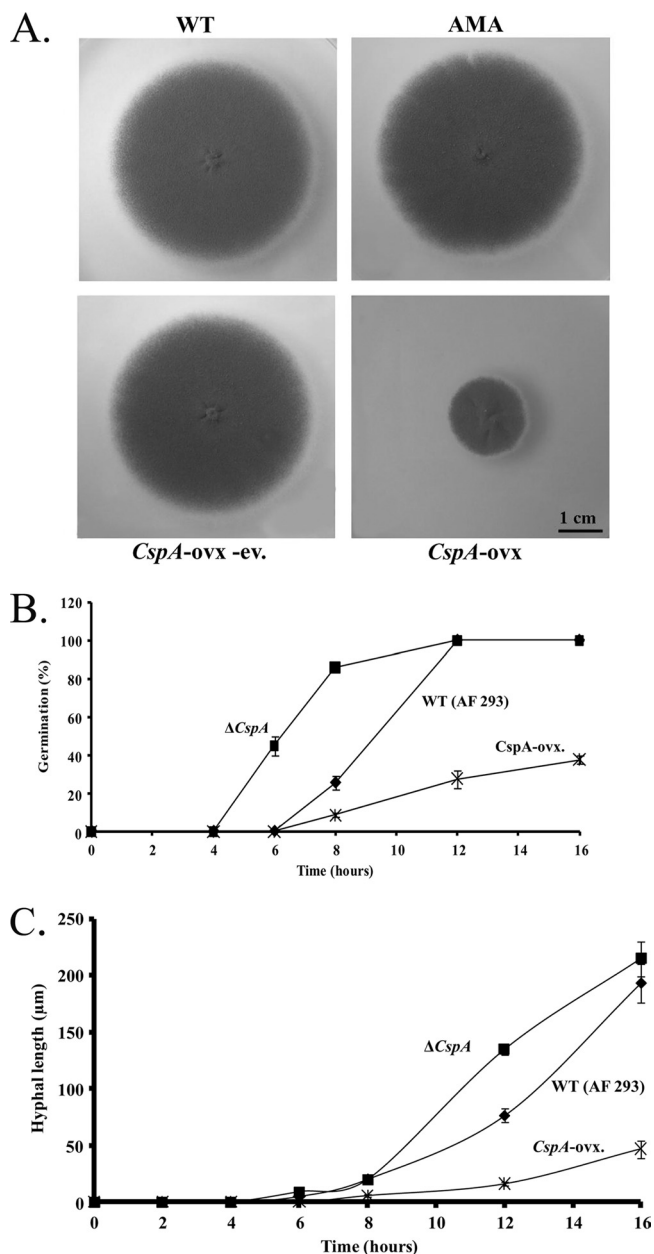 A.
WT
AMA
CspA-ovx -ev.
CspA-ovx
1 cm
B.
120
100
80
60
40
20
0
Germination (%)
ΔCspA
WT (AF 293)
CspA-ovx.
0 2 4 6 8 10 12 14 16
Time (hours)
C.
250
200
150
100
50
0
Hyphal length (µm)
ΔCspA
WT (AF 293)
CspA-ovx.
0 2 4 6 8 10 12 14 16
Time (hours)